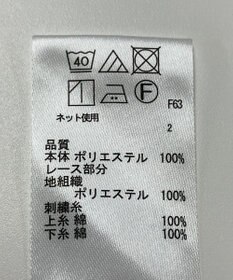 40
F
F63
ネット使用
2
品質
本体 ポリエステル 100%
レース部分
地組織
ポリエステル 100%
刺繍糸
上糸 綿 100%
下糸 綿 100%